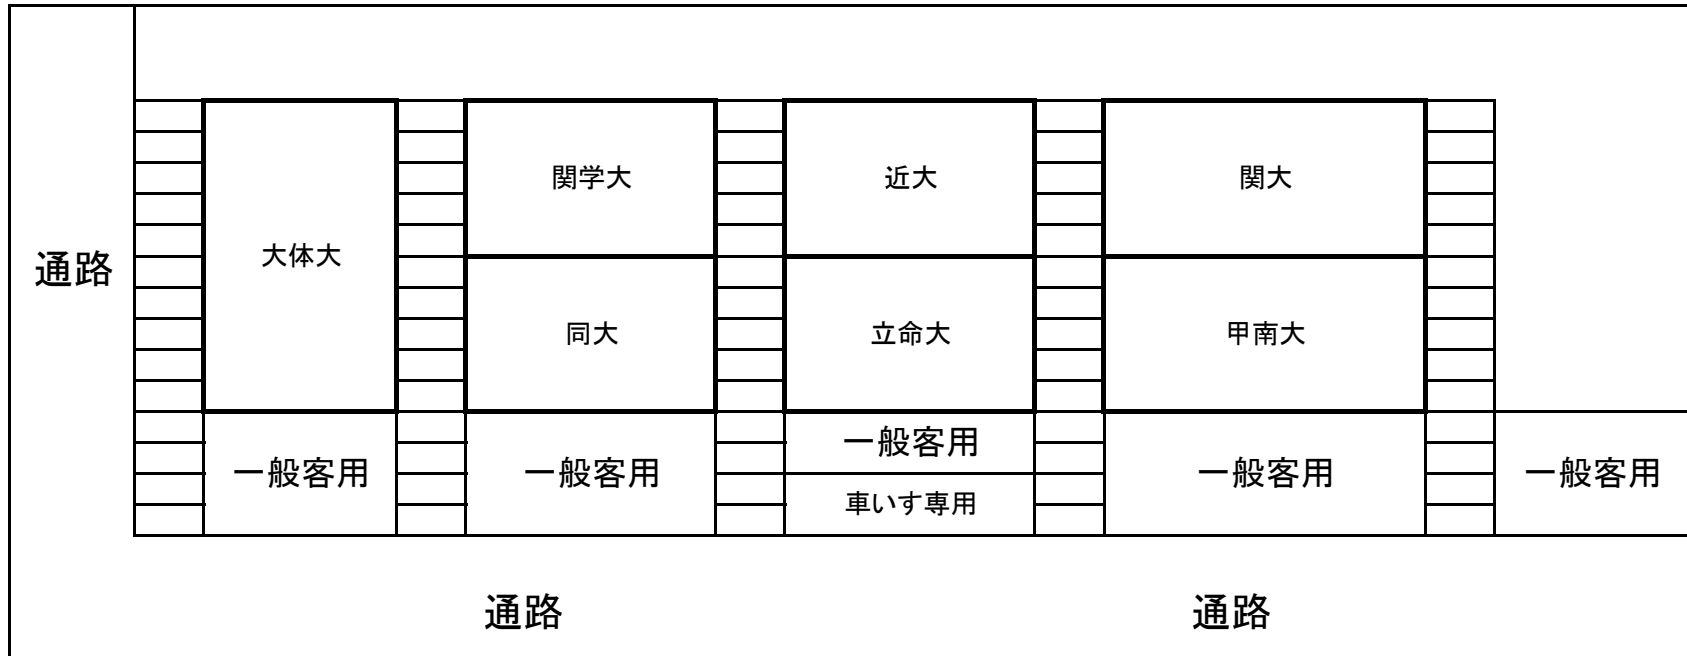 関学大
近大
関大
通路
大体大
同大
立命大
甲南大
一般客用
一般客用
一般客用
車いす専用
一般客用
一般客用
通路
通路